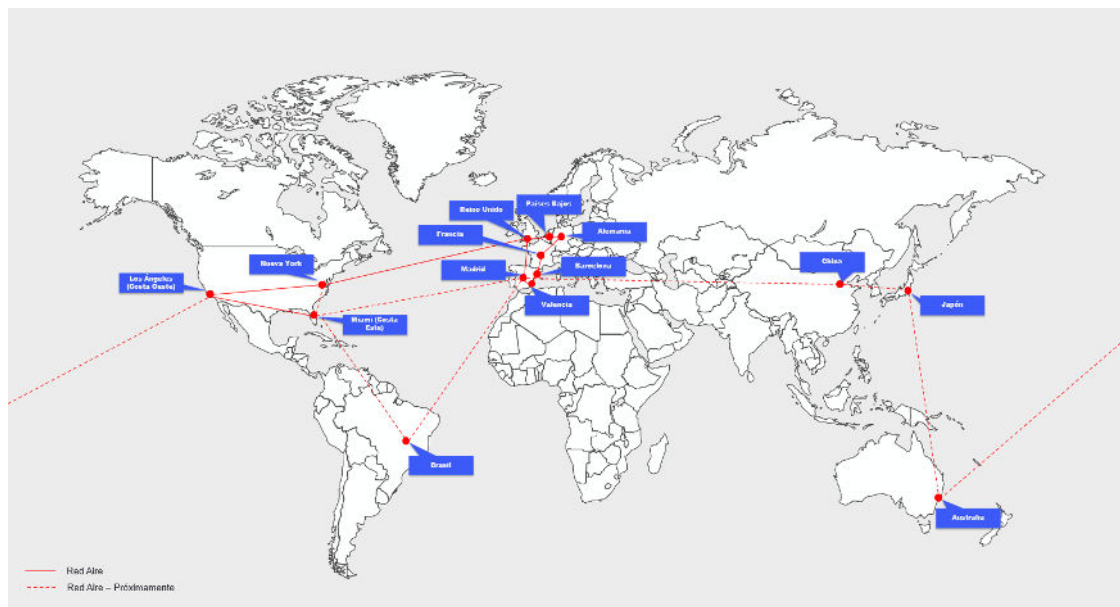 Reino Unido
Países Bajos
Francia
Alemania
Nueva York
Madrid
Barcelona
China
Los Ángeles
(Costa Oeste)
Valencia
Japón
Miami (Costa
Este)
Brasil
Australia
Red Aire
Red Aire – Próximamente